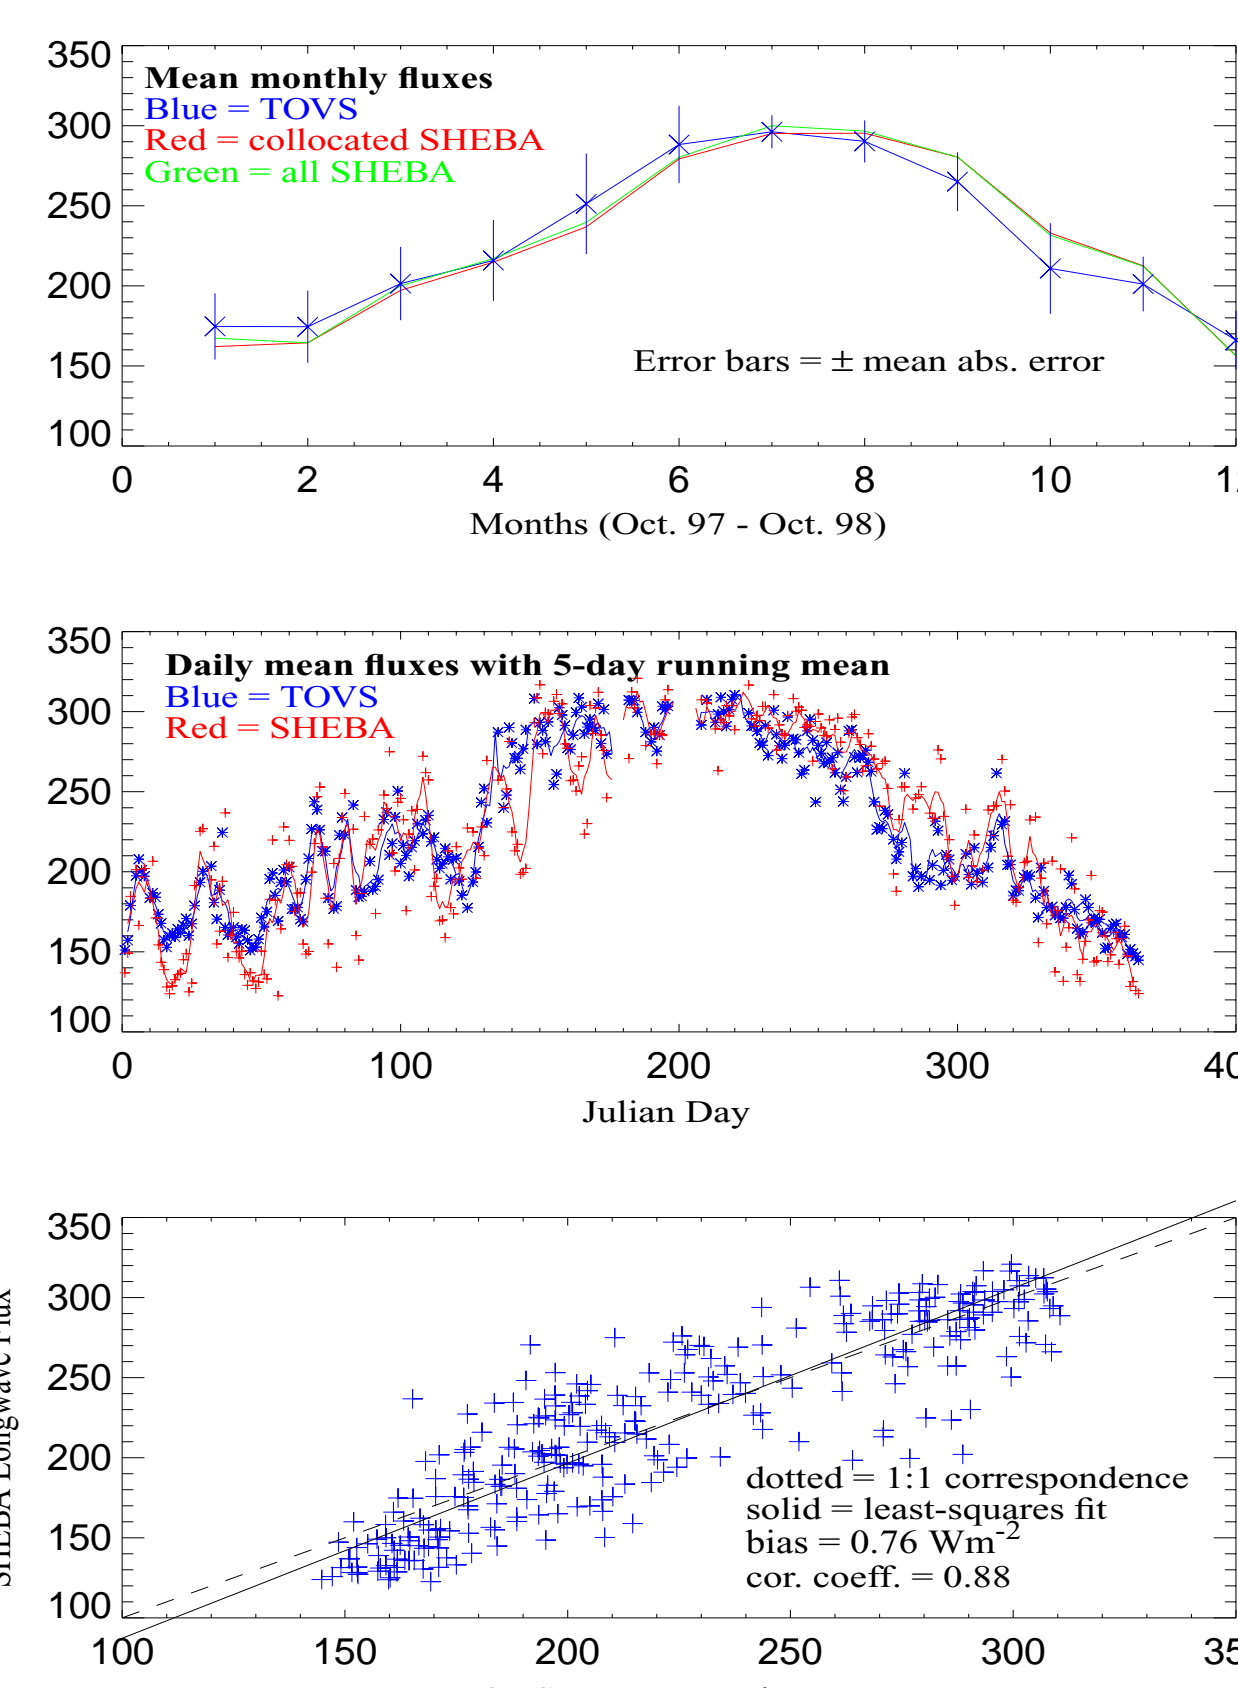 350
Mean monthly fluxes
Blue = TOVS
Red = collocated SHEBA
Green = all SHEBA
300
250
200
150
100
Error bars = ± mean abs. error
0 2 4 6 8 10
Months (Oct. 97 - Oct. 98)
350
Daily mean fluxes with 5-day running mean
Blue = TOVS
Red = SHEBA
300
250
200
150
100
0 100 200 300
Julian Day
SHEBA Longwave Flux
350
300
250
200
150
100
dotted = 1:1 correspondence
solid = least-squares fit
bias = 0.76 Wm-2
cor. coeff. = 0.88
100 150 200 250 300